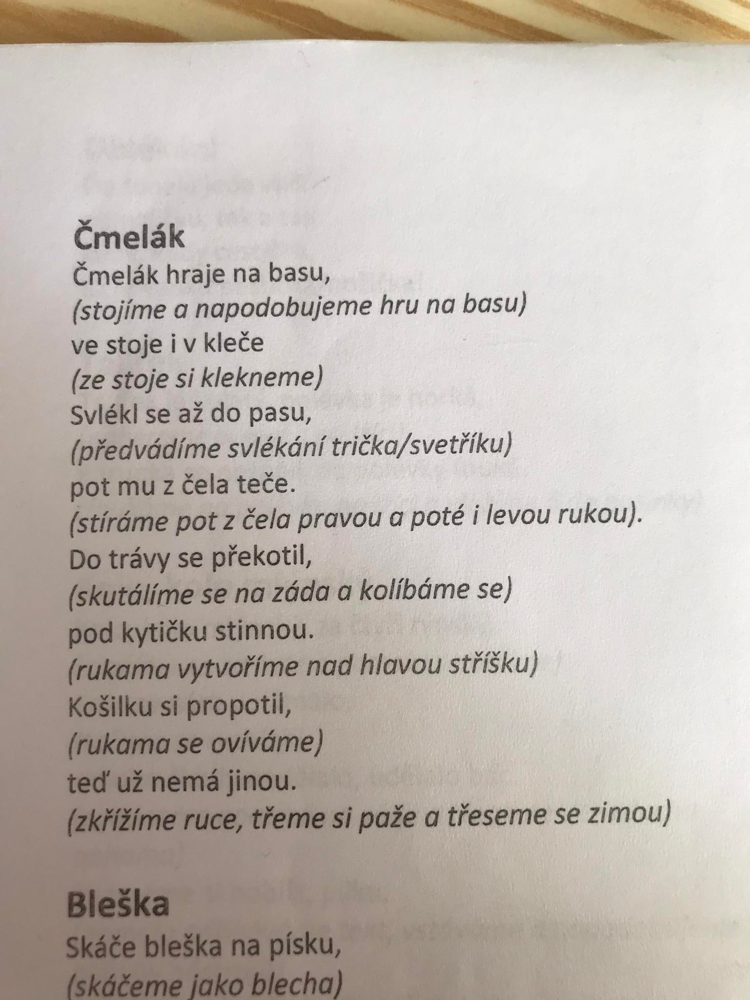 Čmelák
Čmelák hraje na basu,
(stojíme a napodobujeme hru na basu)
ve stoje i v kleče
(ze stoje si klekneme)
Svlékl se až do pasu,
(předvádíme svlékání trička/svetříku)
pot mu z čela teče.
(stíráme pot z čela pravou a poté i levou rukou).
Do trávy se překotil,
(skutálíme se na záda a kolíbáme se)
pod kytičku stinnou.
(rukama vytvoříme nad hlavou stříšku)
Košilku si propotil,
(rukama se ovíváme)
teď už nemá jinou.
(zkřížíme ruce, třeme si paže a třeseme se zimou)
Bleška
Skáče bleška na písku,
(skáčeme jako blecha)